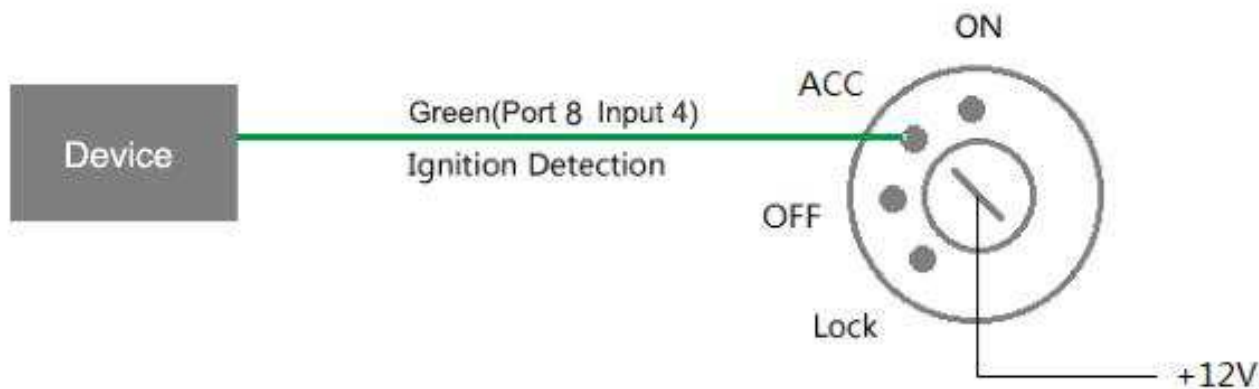 ON
ACC
Green(Port 8 Input 4)
Device
Ignition Detection
OFF
Lock
+12V